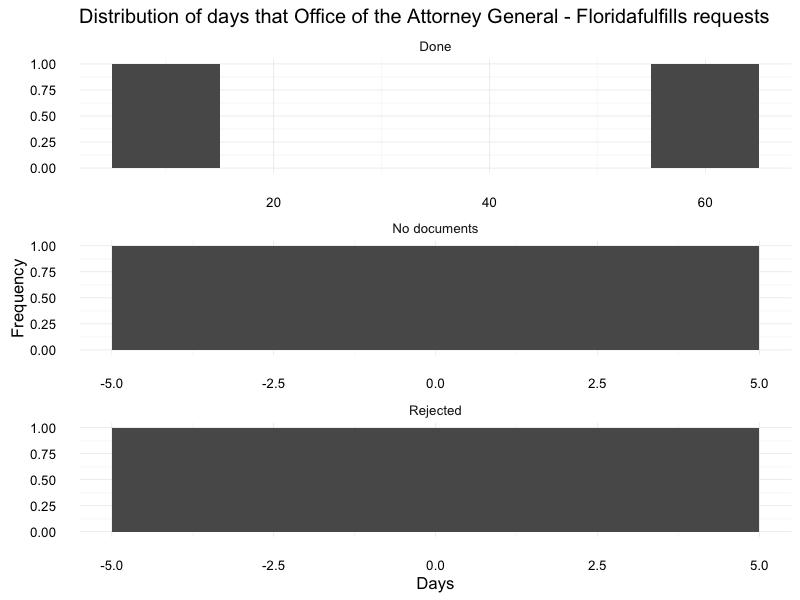 Distribution of days that Office of the Attorney General - Floridafulfills requests
Done
1.00
0.75
0.50
0.25
0.00
20 40 60
No documents
1.00
0.75
0.50
0.25
0.00
-5.0 -2.5 0.0 2.5 5.0
Frequency
Rejected
1.00
0.75
0.50
0.25
0.00
-5.0 -2.5 0.0 2.5 5.0
Days